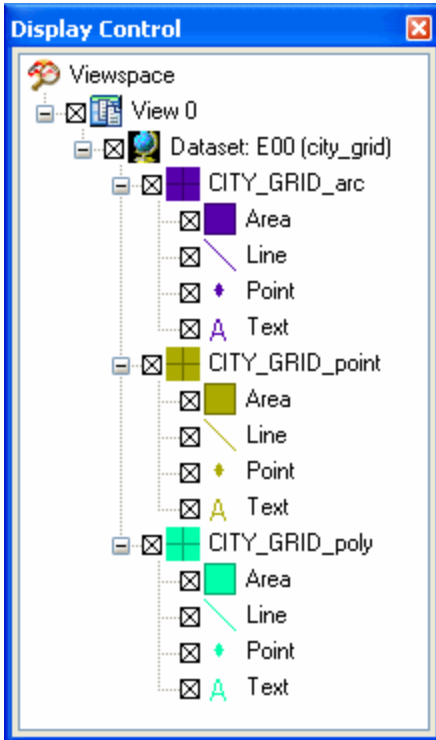 Display Control
Viewspace
View 0
Dataset: E00 (city_grid)
CITY_GRID_arc
Area
Line
Point
A Text
CITY_GRID_point
Area
Line
Point
A Text
CITY_GRID_poly
Area
Line
Point
A Text